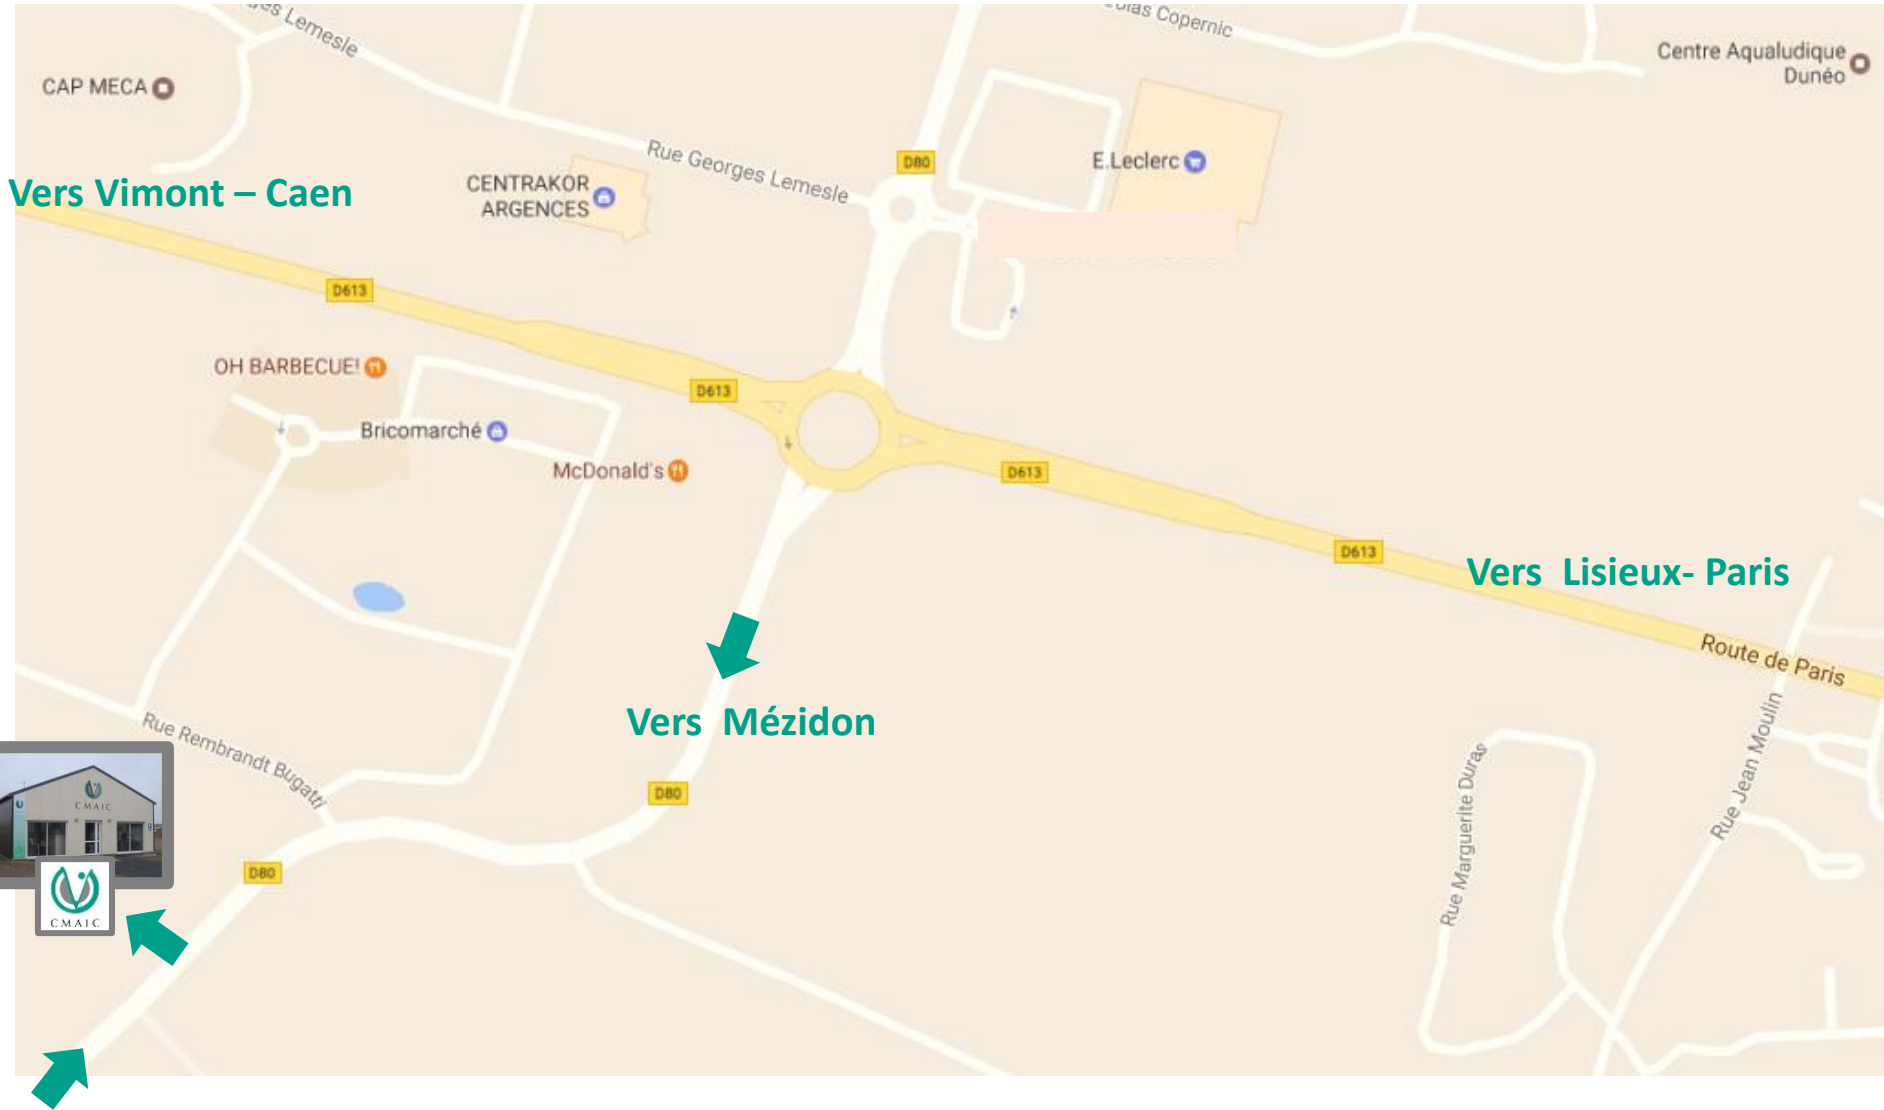 Lemesle
Copernic
Centre Aqualudique
Dunéo
CAP MECA
Rue Georges Lemesle
D80
E.Leclerc
Vers Vimont – Caen
CENTRAKOR
ARGENCES
D613
OH BARBECUE!
D613
Bricomarché
McDonald's
D613
D613
Vers Lisieux- Paris
Route de Paris
Vers Mézidon
Rue Rembrandt Bugatti
Rue Jean Moulin
Rue Marguerite Duras
D80
CMAIC
D80
CMAIC